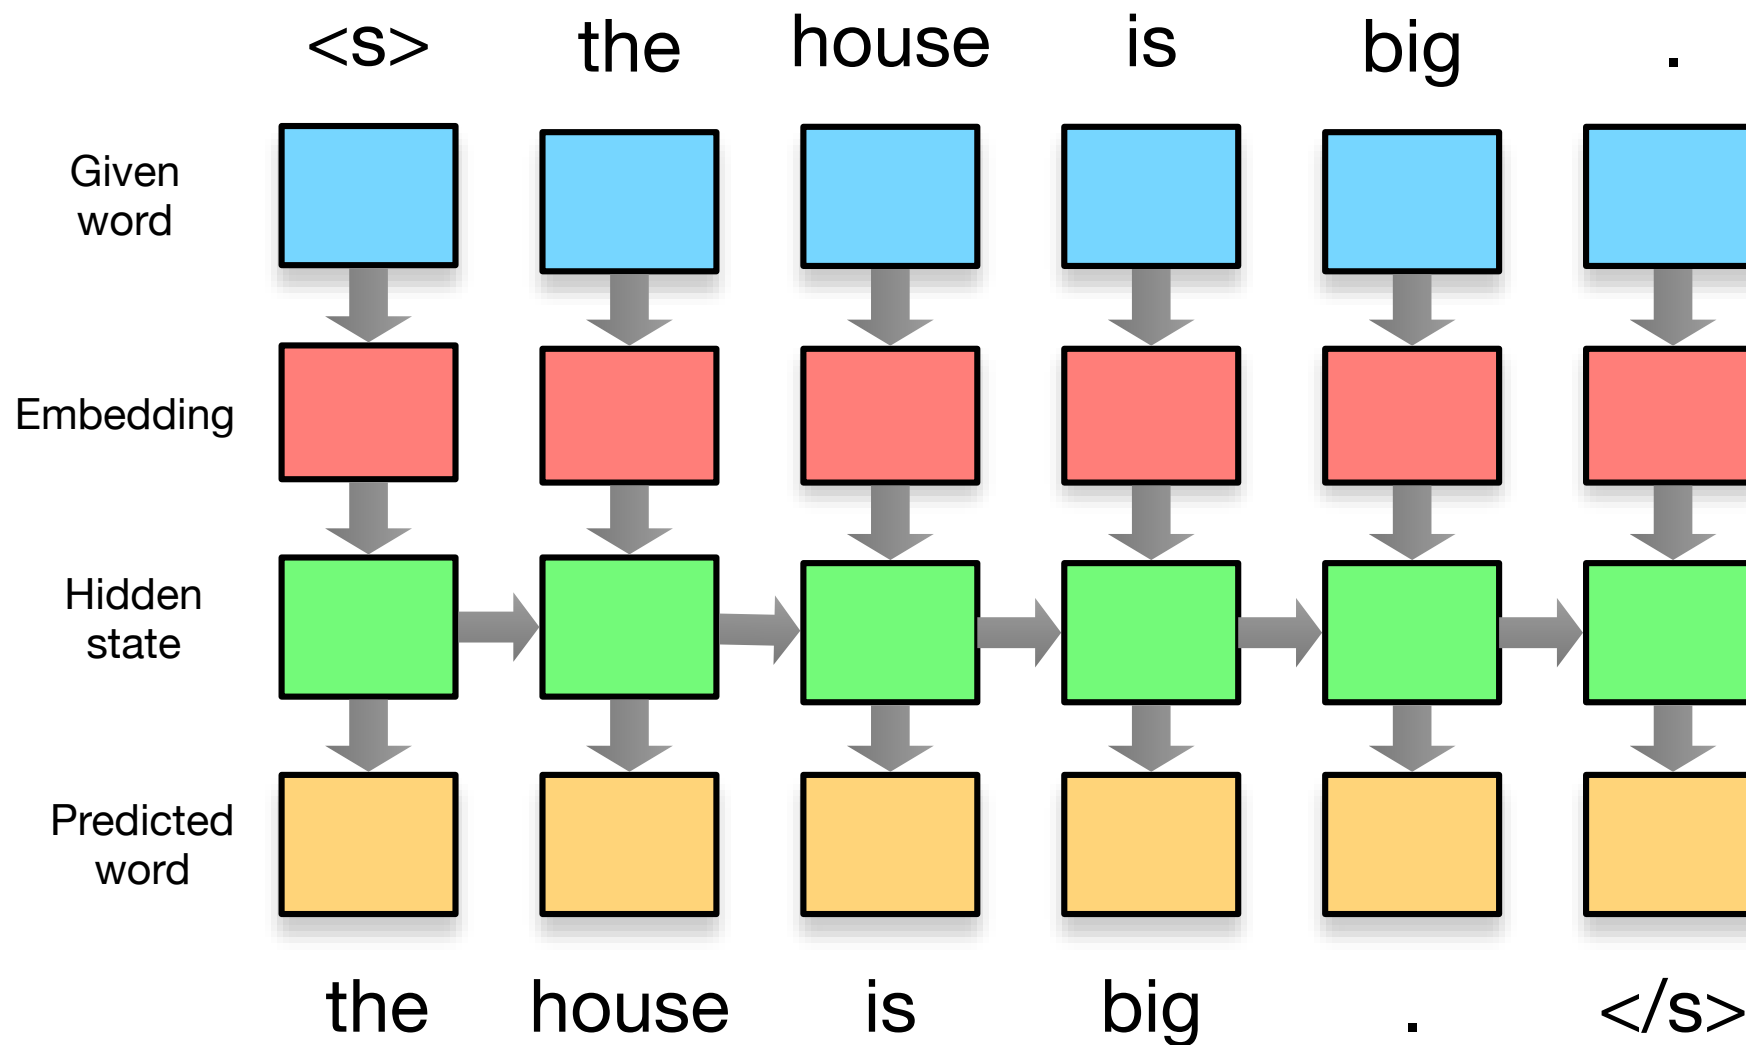 <s> the house is big .
Given
word
Embedding
Hidden
state
Predicted
word
the house is big . </s>